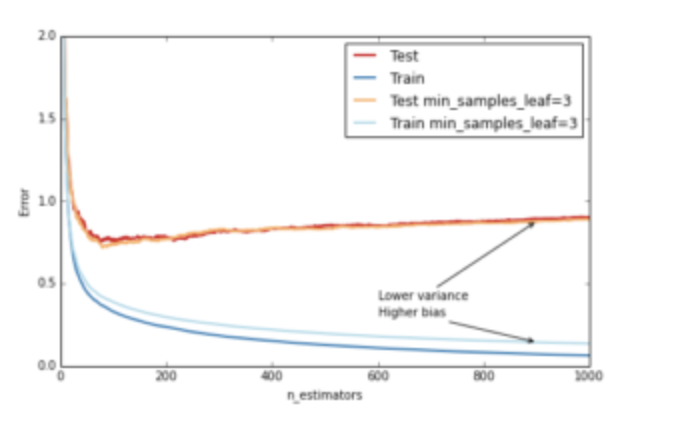 2.0
Test
Train
Test min_samples_leaf=3
Train min_samples_leaf=3
1.5
1.0
Error
0.5
Lower variance
Higher bias
0.0
0 200 400 600 800 1000
n_estimators